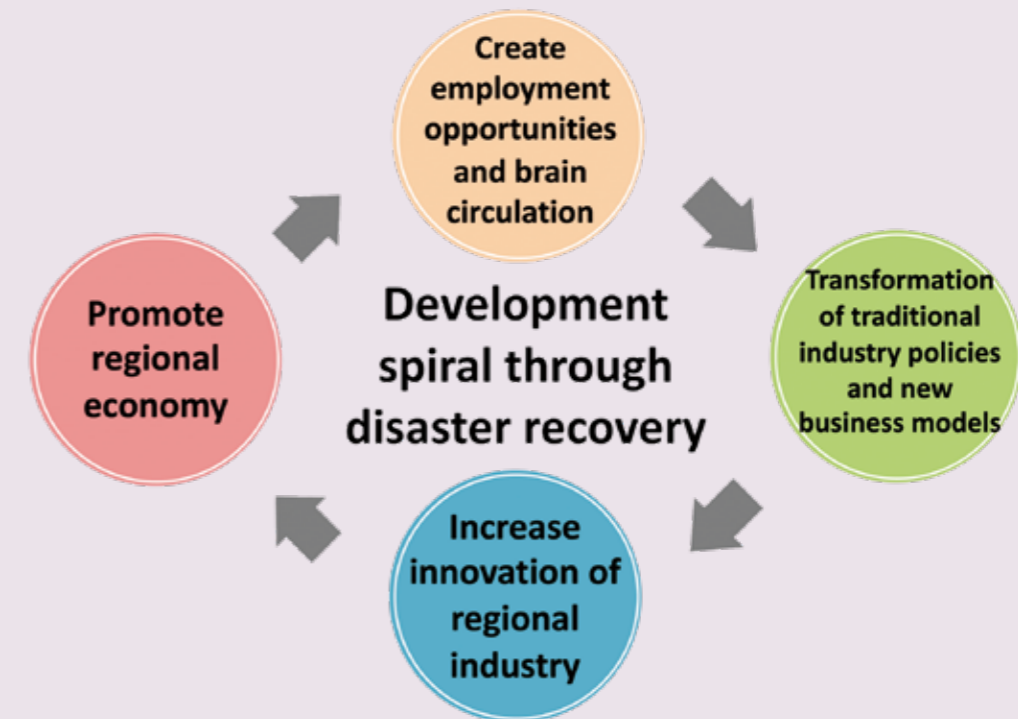 Create
employment
opportunities
and brain
circulation
Transformation
of traditional
industry policies
and new
business models
Increase
innovation of
regional
industry
Promote
regional
economy
Development
spiral through
disaster recovery